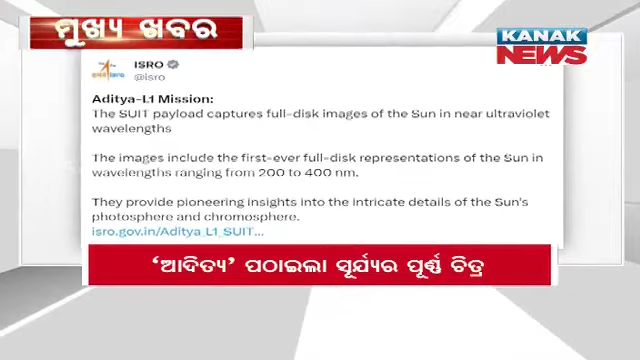 ମୁଖ୍ୟ ଖବର
KANAK
NEWS
ISRO
@isro
Aditya-L1 Mission:
The SUIT payload captures full-disk images of the Sun in near ultraviolet
wavelengths
The images include the first-ever full-disk representations of the Sun in
wavelengths ranging from 200 to 400 nm.
They provide pioneering insights into the intricate details of the Sun's
photosphere and chromosphere.
isro.gov.in/Aditya_L1_SUIT...
‘ଆଦିତ୍ୟ’ ପଠାଇଲା ସୂର୍ଯ୍ୟର ପୂର୍ଣ୍ଣ ଚିତ୍ର